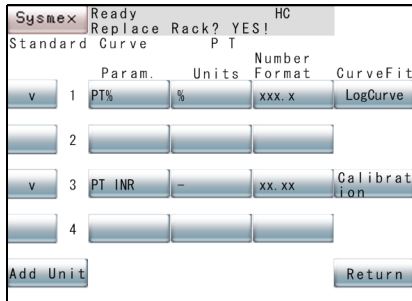 Sysmex Ready HC
Replace Rack? YES!
Standard Curve PT
Number
Param. Units Format CurveFit
v 1 PT% % xxx.x LogCurve
2
v 3 PT INR - xx.xx Calibrat
ion
4
Add Unit Return